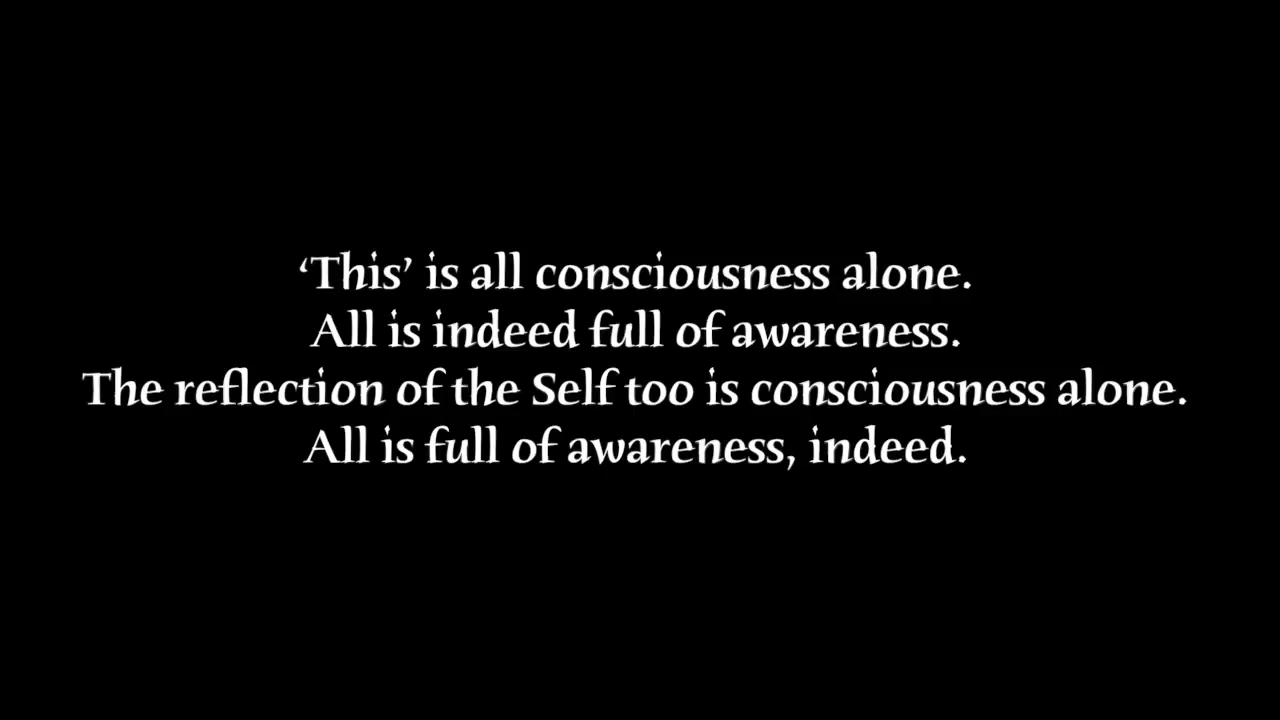 ‘This’ is all consciousness alone.
All is indeed full of awareness.
The reflection of the Self too is consciousness alone.
All is full of awareness, indeed.